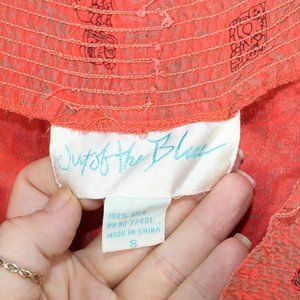 Out of the Blue
100% SILK
RN NO 77401
MADE
IN CHINA
S